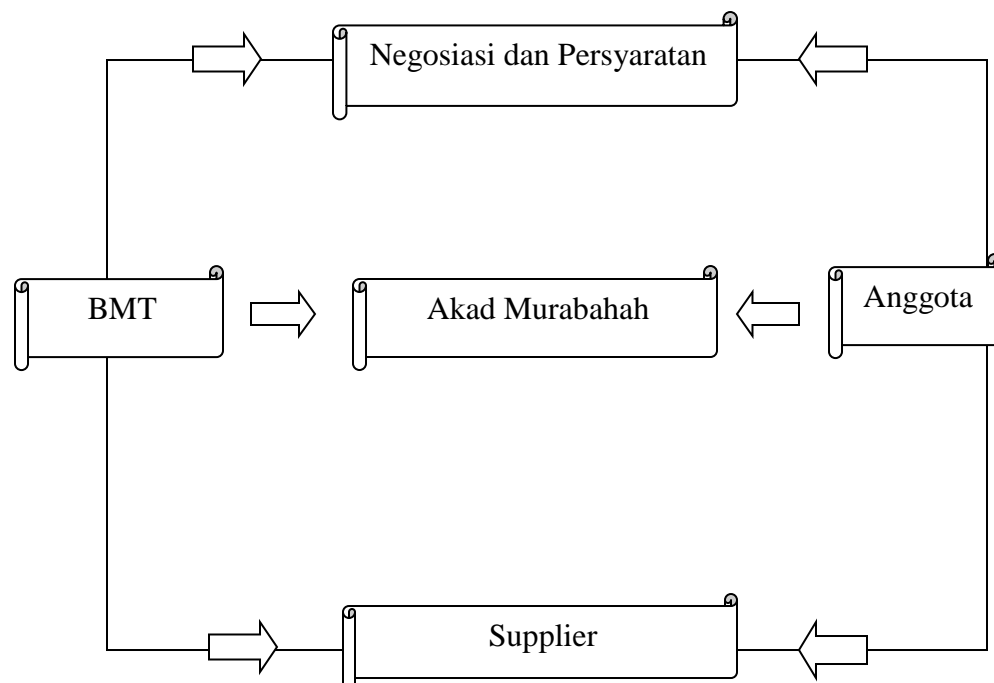 Negosiasi dan Persyaratan
BMT
Akad Murabahah
Anggota
Supplier